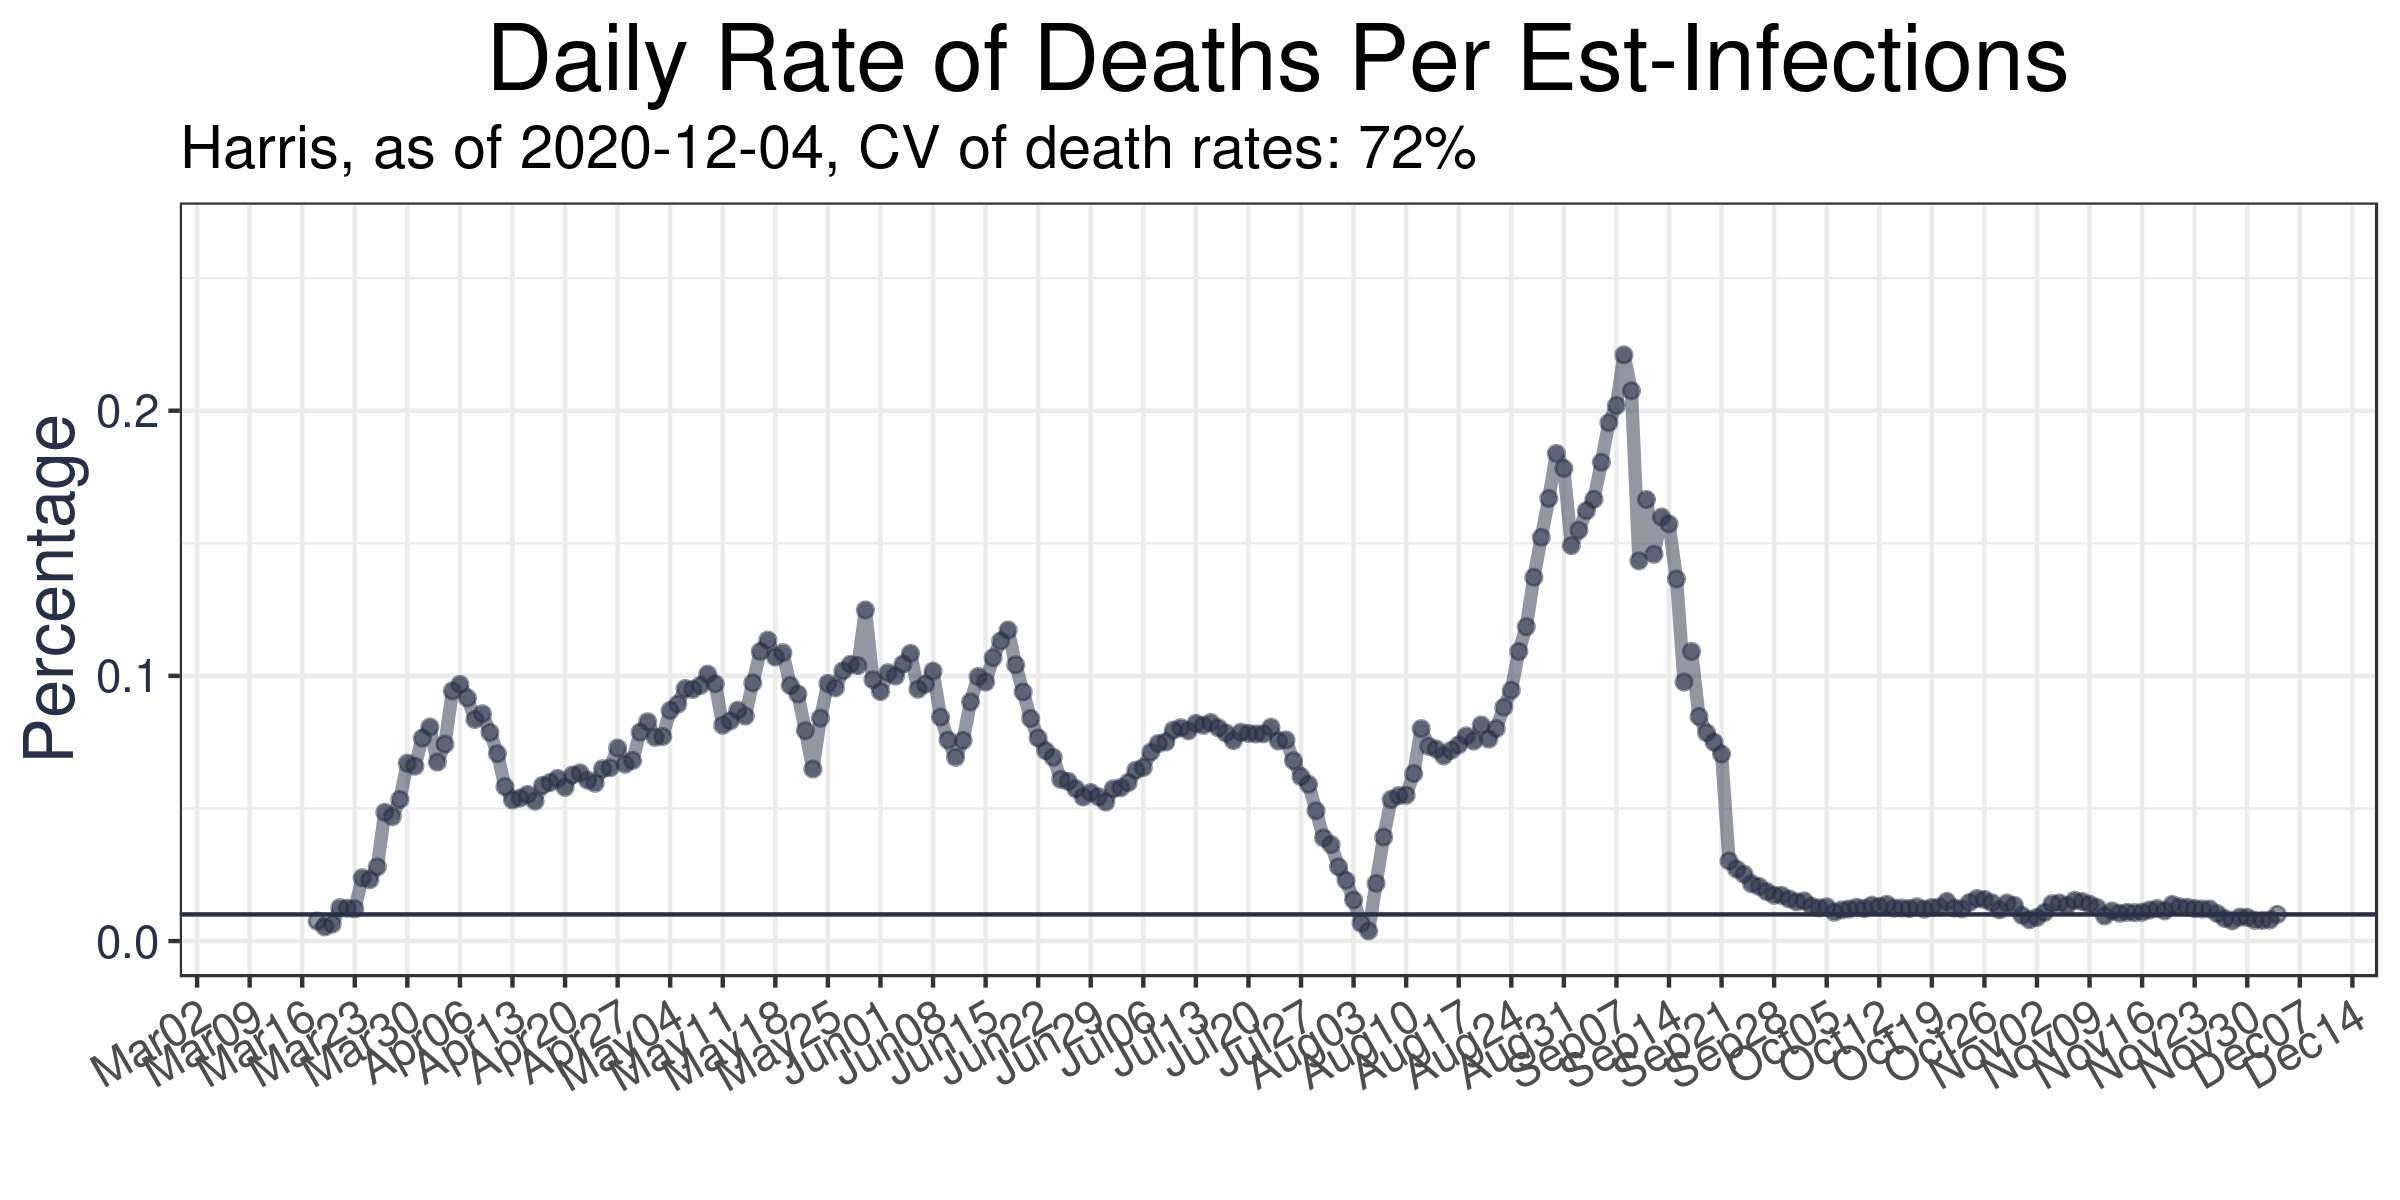 Daily Rate of Deaths Per Est-Infections
Harris, as of 2020-12-04, CV of death rates: 72%
Percentage
0.2
0.1
0.0
Mar02
Mar09
Mar16
Mar23
Mar30
Apr06
Apr13
Apr20
Apr27
May04
May11
May18
May25
Jun01
Jun08
Jun15
Jun22
Jun29
Jul06
Jul13
Jul20
Jul27
Aug03
Aug10
Aug17
Aug24
Aug31
Sep07
Sep14
Sep21
Sep28
Oct05
Oct12
Oct19
Oct26
Nov02
Nov09
Nov16
Nov23
Nov30
Dec07
Dec14